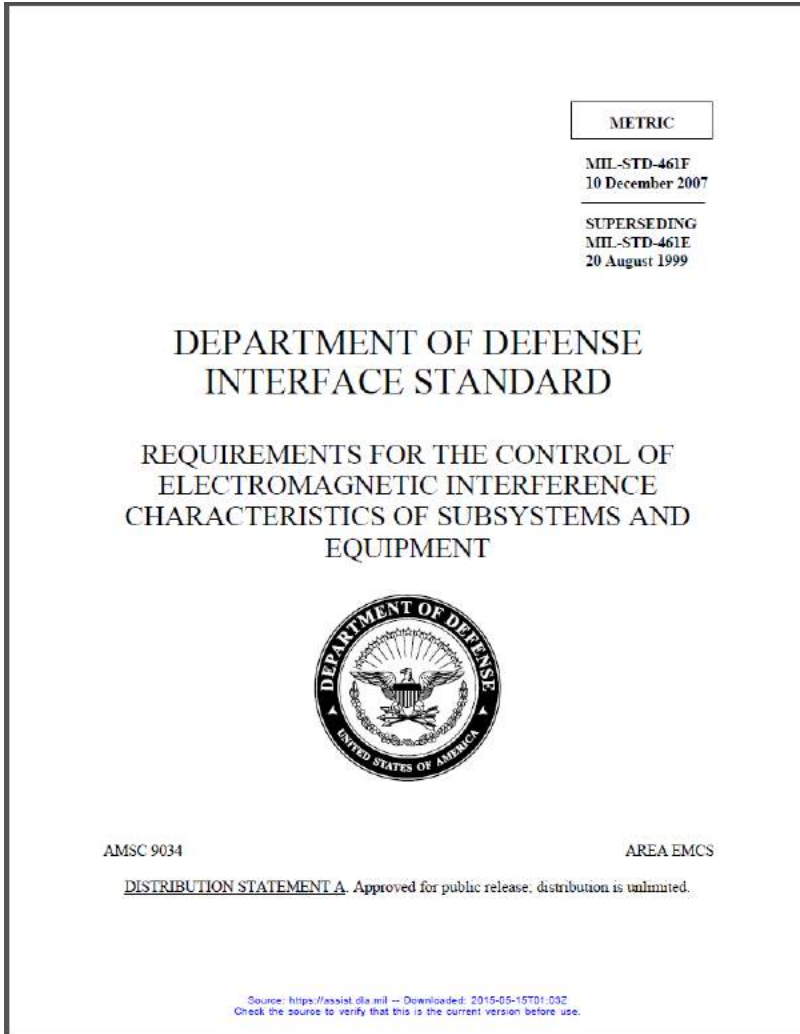 METRIC
MIL-STD-461F
10 December 2007
SUPERSEDING
MIL-STD-461E
20 August 1999
DEPARTMENT OF DEFENSE
INTERFACE STANDARD
REQUIREMENTS FOR THE CONTROL OF
ELECTROMAGNETIC INTERFERENCE
CHARACTERISTICS OF SUBSYSTEMS AND
EQUIPMENT
DEPARTMENT OF DEFENSE
UNITED STATES OF AMERICA
AMSC 9034 AREA EMCS
DISTRIBUTION STATEMENT A. Approved for public release; distribution is unlimited.
Source: https://assist.dla.mil -- Downloaded: 2015-05-15T01:03Z
Check the source to verify that this is the current version before use.